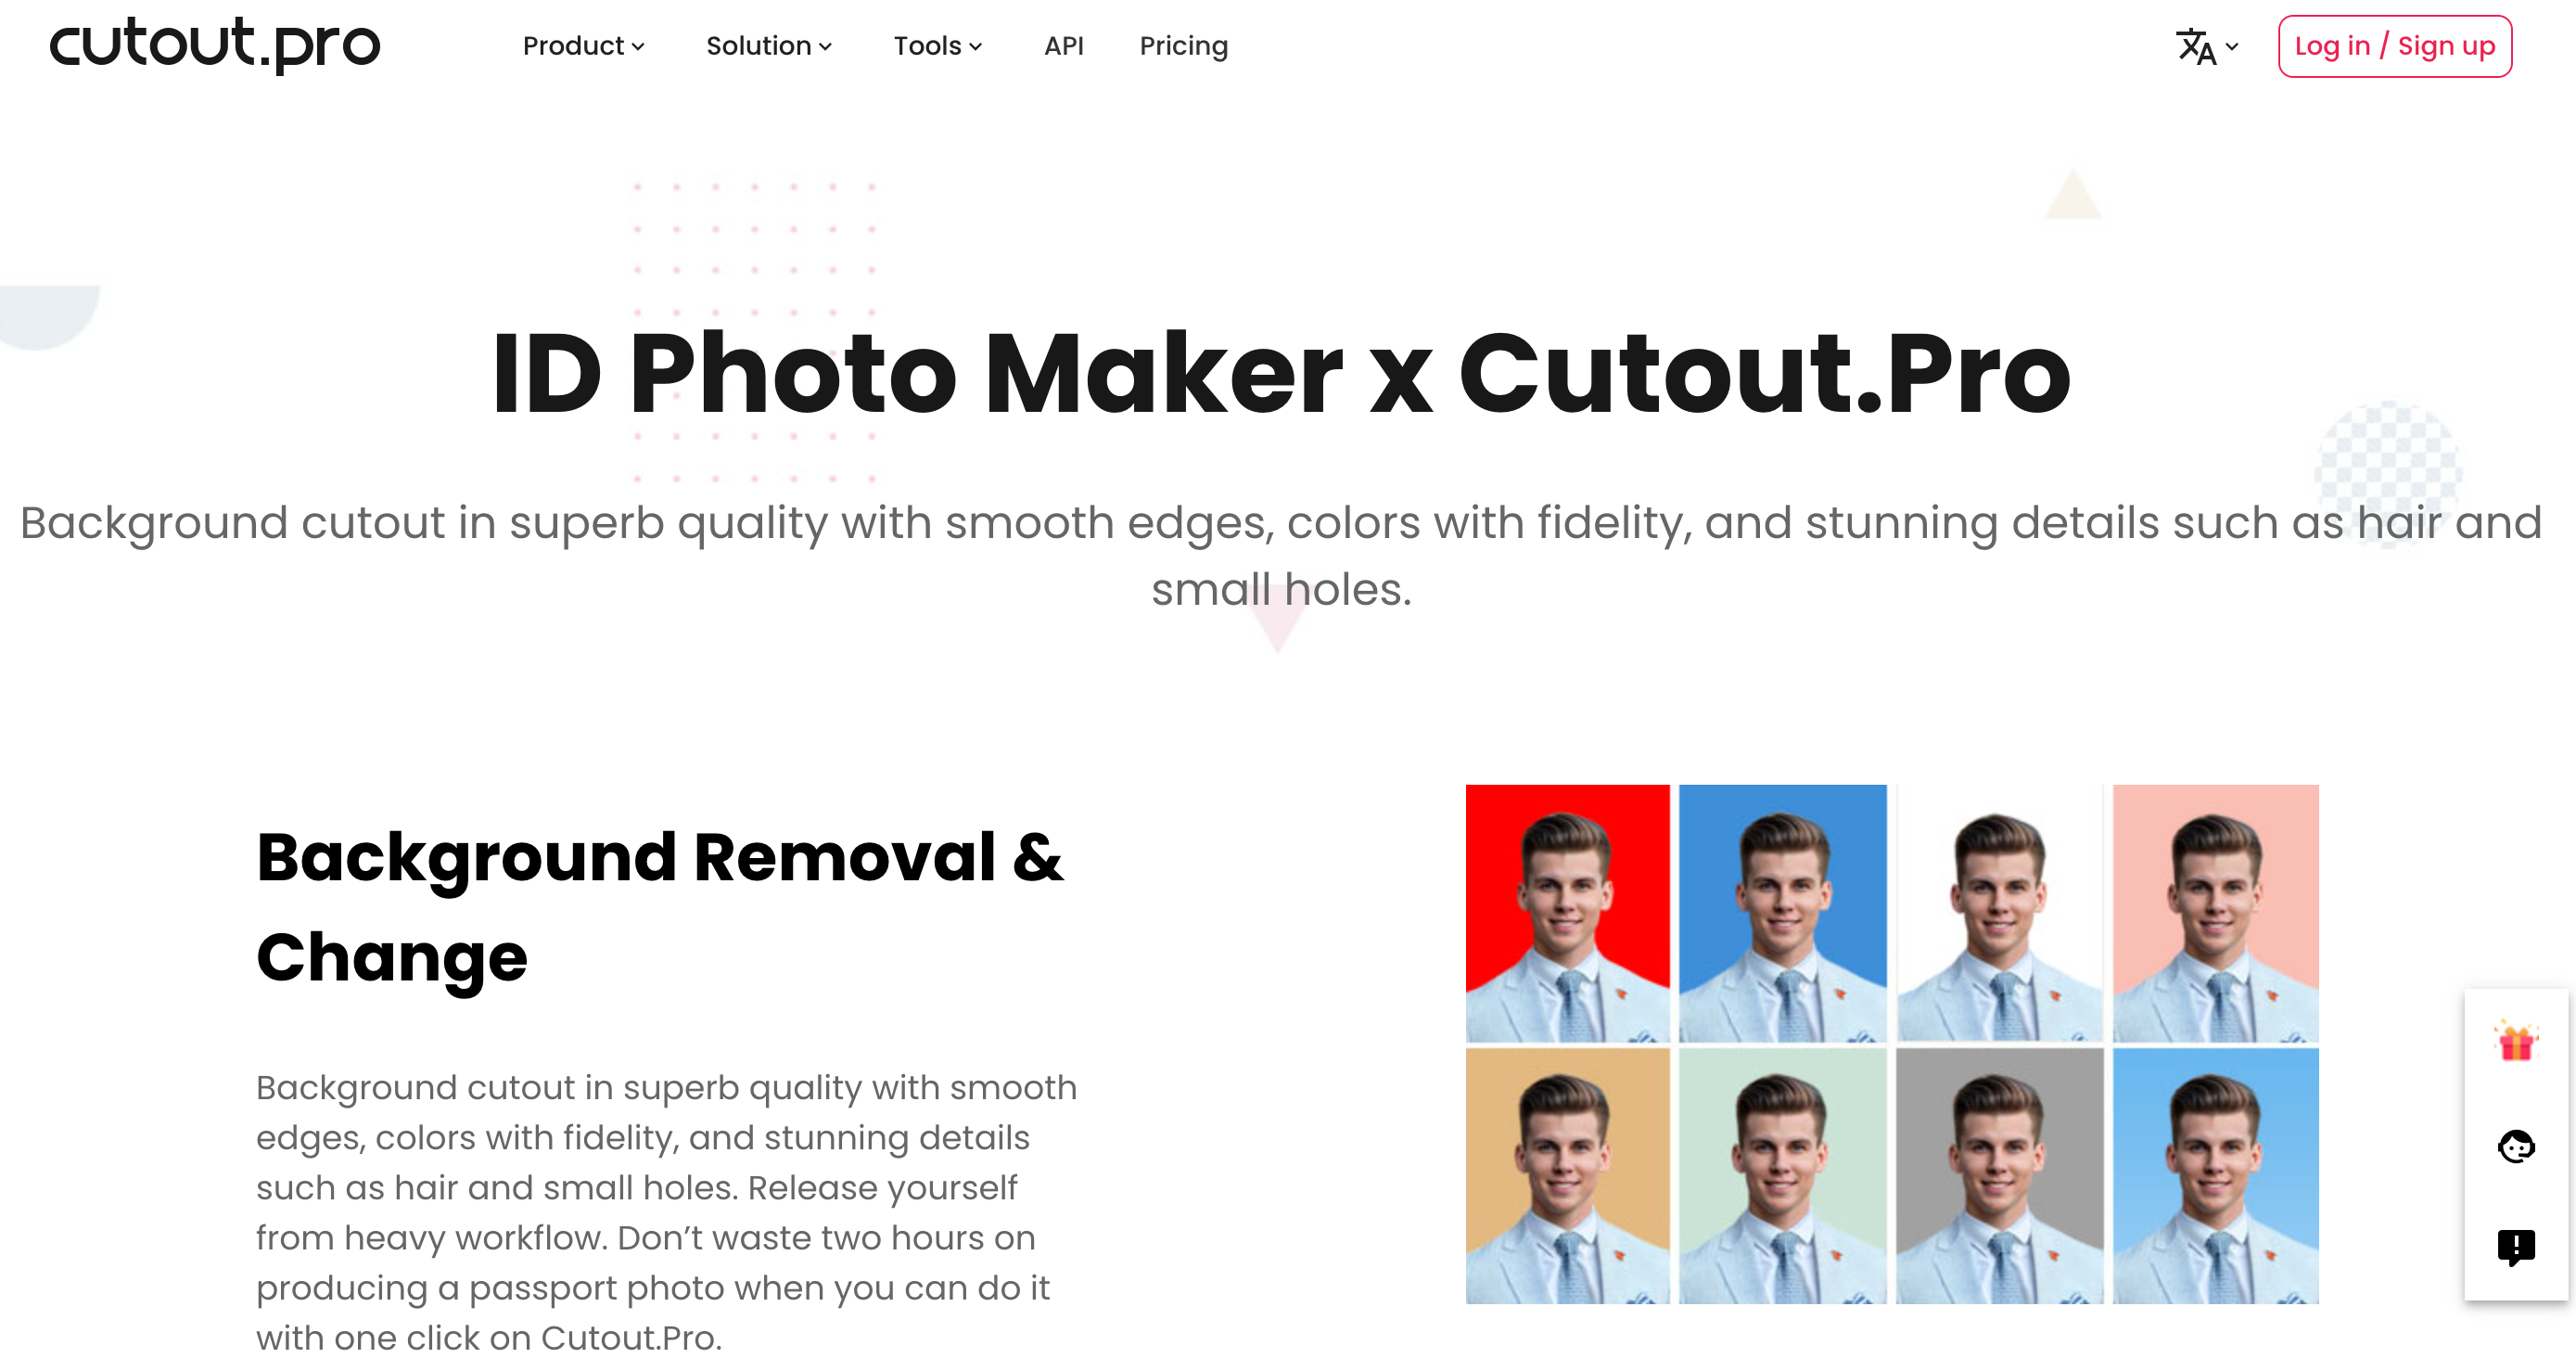 cutout.pro
Product
Solution
Tools
API
Pricing
Log in / Sign up
ID Photo Maker x Cutout.Pro
Background cutout in superb quality with smooth edges, colors with fidelity, and stunning details such as hair and
small holes.
Background Removal &
Change
Background cutout in superb quality with smooth
edges, colors with fidelity, and stunning details
such as hair and small holes. Release yourself
from heavy workflow. Don’t waste two hours on
producing a passport photo when you can do it
with one click on Cutout.Pro.